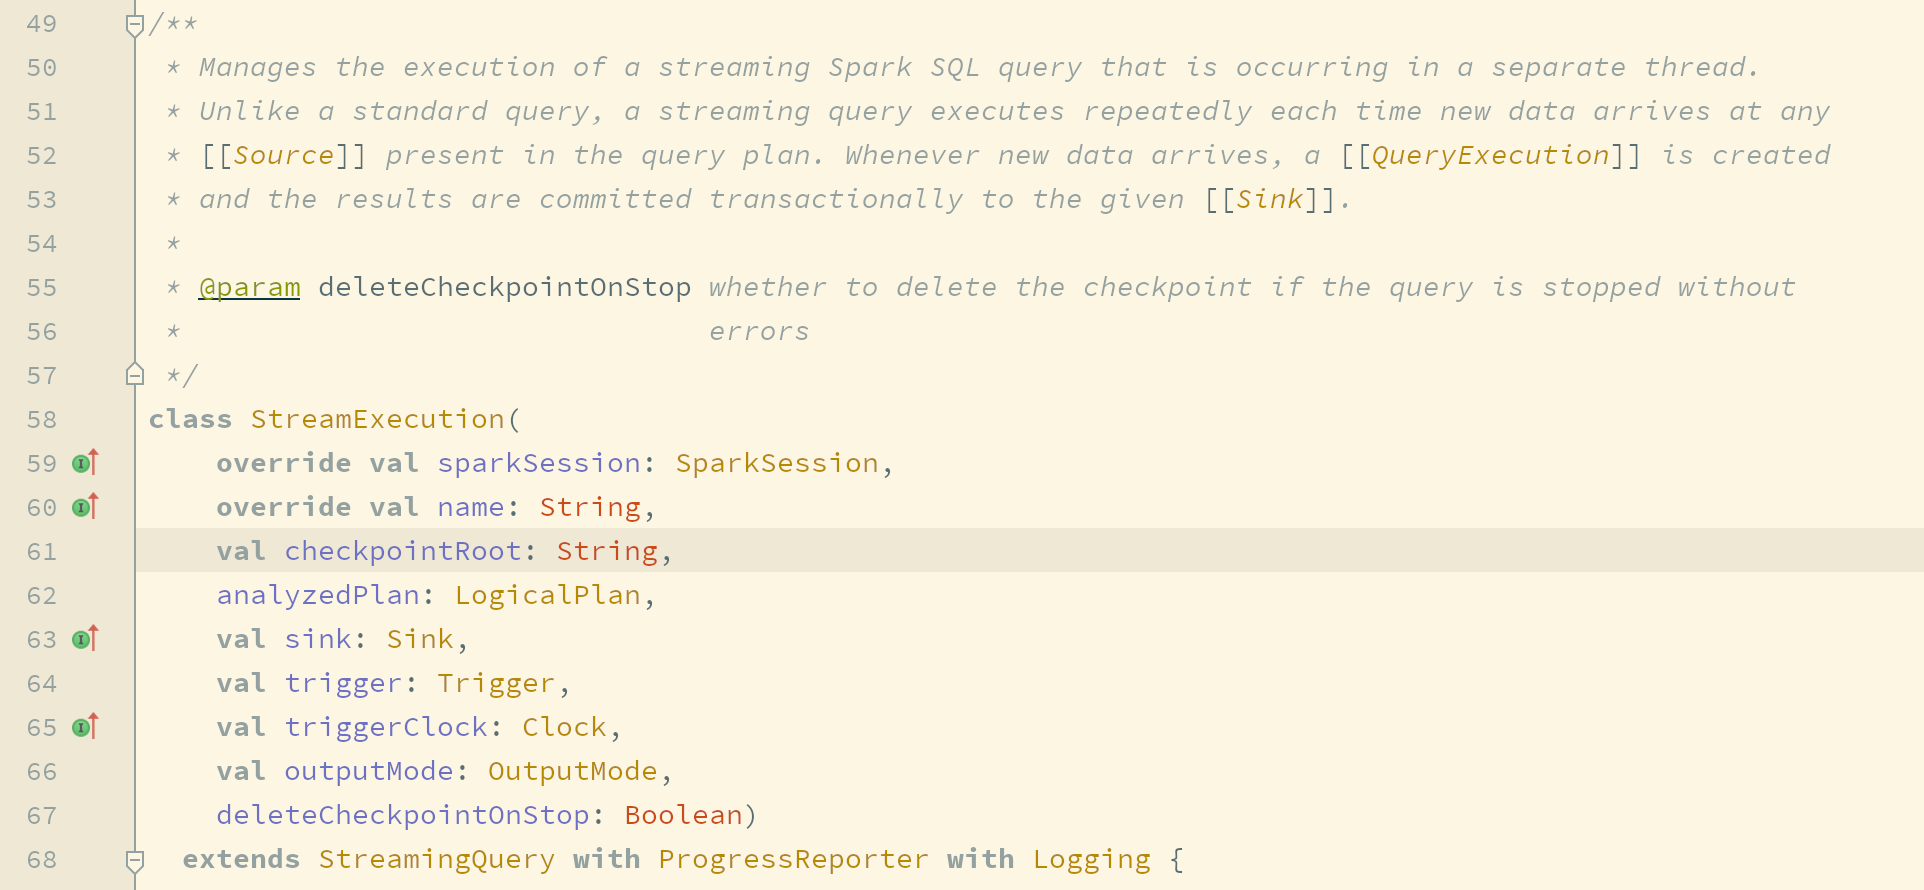 49 /**
50  * Manages the execution of a streaming Spark SQL query that is occurring in a separate thread.
51  * Unlike a standard query, a streaming query executes repeatedly each time new data arrives at any
52  * [[Source]] present in the query plan. Whenever new data arrives, a [[QueryExecution]] is created
53  * and the results are committed transactionally to the given [[Sink]].
54  *
55  * @param deleteCheckpointOnStop whether to delete the checkpoint if the query is stopped without
56  *                               errors
57  */
58 class StreamExecution(
59     override val sparkSession: SparkSession,
60     override val name: String,
61     val checkpointRoot: String,
62     analyzedPlan: LogicalPlan,
63     val sink: Sink,
64     val trigger: Trigger,
65     val triggerClock: Clock,
66     val outputMode: OutputMode,
67     deleteCheckpointOnStop: Boolean)
68   extends StreamingQuery with ProgressReporter with Logging {